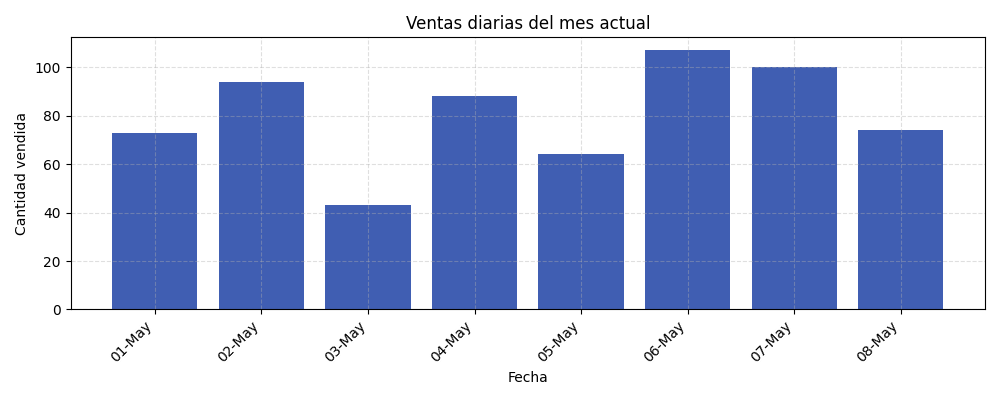 Ventas diarias del mes actual
Cantidad vendida
100
80
60
40
20
0
01-May
02-May
03-May
04-May
05-May
06-May
07-May
08-May
Fecha